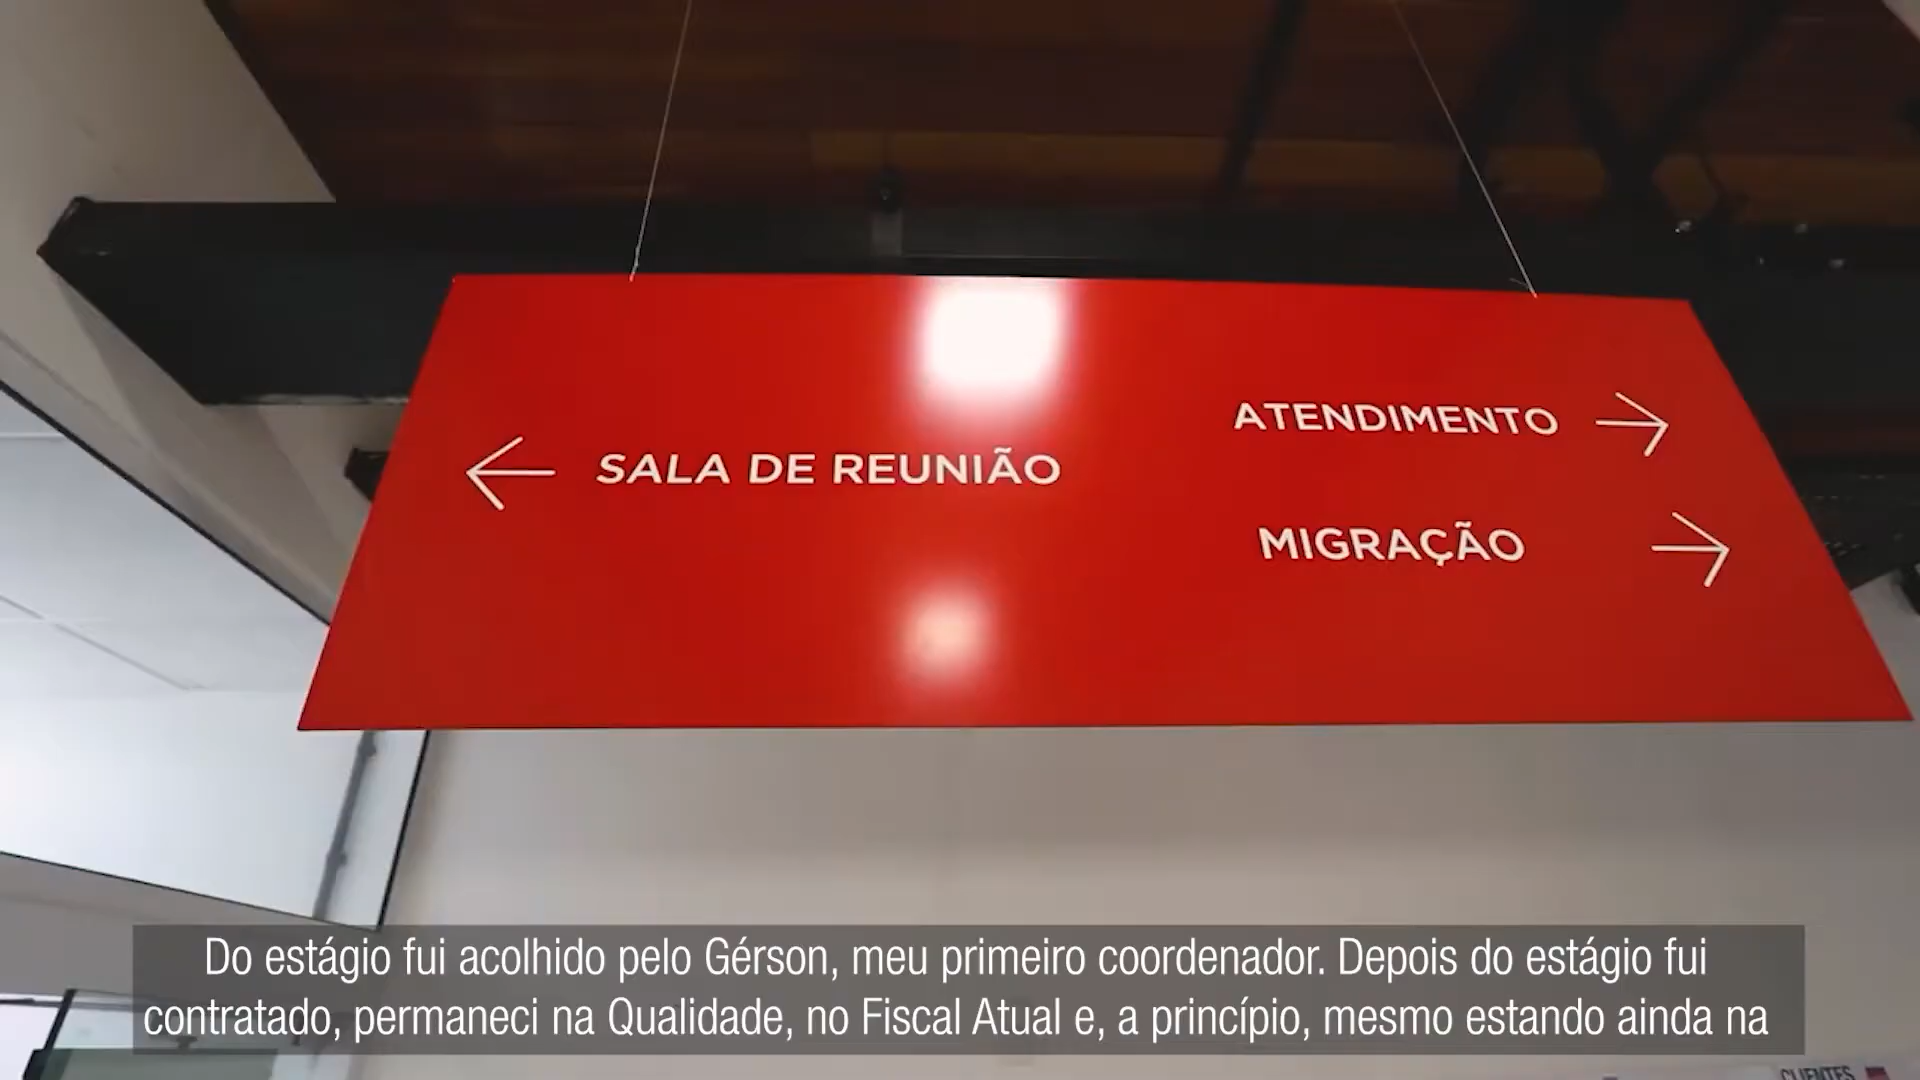 SALA DE REUNIÃO
ATENDIMENTO
MIGRAÇÃO
Do estágio fui acolhido pelo Gérson, meu primeiro coordenador. Depois do estágio fui
contratado, permaneci na Qualidade, no Fiscal Atual e, a princípio, mesmo estando ainda na
CLIENTES